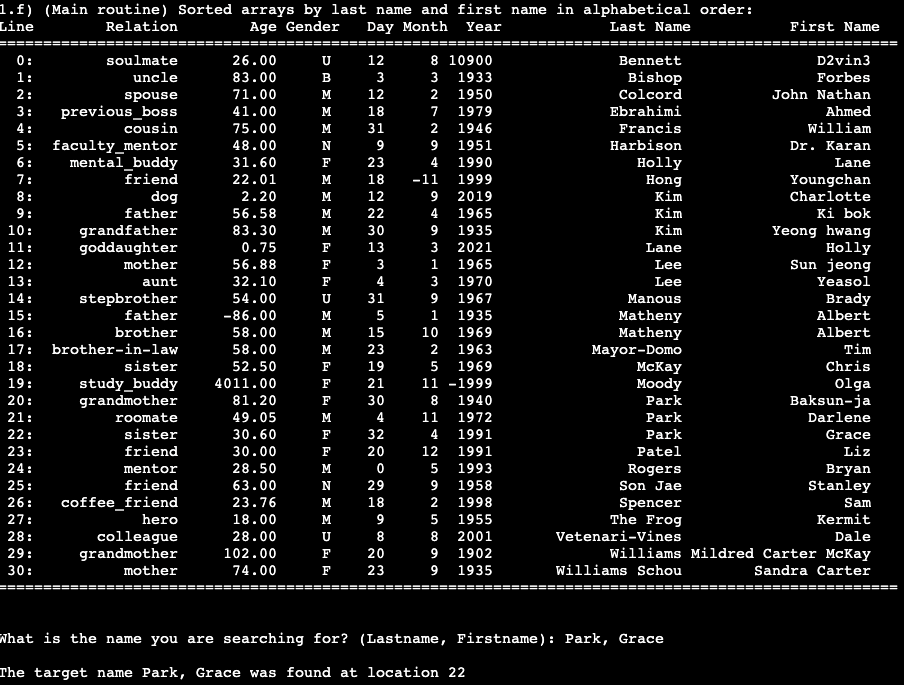 1.f) (Main routine) Sorted arrays by last name and first name in alphabetical order:
Line Relation Age Gender Day Month Year Last Name First Name
====================================================================================================
0: soulmate 26.00 U 12 8 10900 Bennett D2vin3
1: uncle 83.00 B 3 3 1933 Bishop Forbes
2: spouse 71.00 M 12 2 1950 Colcord John Nathan
3: previous_boss 41.00 M 18 7 1979 Ebrahimi Ahmed
4: cousin 75.00 M 31 2 1946 Francis William
5: faculty_mentor 48.00 N 9 9 1951 Harbison Dr. Karan
6: mental_buddy 31.60 F 23 4 1990 Holly Lane
7: friend 22.01 M 18 -11 1999 Hong Youngchan
8: dog 2.20 M 12 9 2019 Kim Charlotte
9: father 56.58 M 22 4 1965 Kim Ki bok
10: grandfather 83.30 M 30 9 1935 Kim Yeong hwang
11: goddaughter 0.75 F 13 3 2021 Lane Holly
12: mother 56.88 F 3 1 1965 Lee Sun jeong
13: aunt 32.10 F 4 3 1970 Lee Yeasol
14: stepbrother 54.00 U 31 9 1967 Manous Brady
15: father -86.00 M 5 1 1935 Matheny Albert
16: brother 58.00 M 15 10 1969 Matheny Albert
17: brother-in-law 58.00 M 23 2 1963 Mayor-Domo Tim
18: sister 52.50 F 19 5 1969 McKay Chris
19: study_buddy 4011.00 F 21 11 -1999 Moody Olga
20: grandmother 81.20 F 30 8 1940 Park Baksun-ja
21: roomate 49.05 M 4 11 1972 Park Darlene
22: sister 30.60 F 32 4 1991 Park Grace
23: friend 30.00 F 20 12 1991 Patel Liz
24: mentor 28.50 M 0 5 1993 Rogers Bryan
25: friend 63.00 N 29 9 1958 Son Jae Stanley
26: coffee_friend 23.76 M 18 2 1998 Spencer Sam
27: hero 18.00 M 9 5 1955 The Frog Kermit
28: colleague 28.00 U 8 8 2001 Vetenari-Vines Dale
29: grandmother 102.00 F 20 9 1902 Williams Mildred Carter McKay
30: mother 74.00 F 23 9 1935 Williams Schou Sandra Carter
====================================================================================================
What is the name you are searching for? (Lastname, Firstname): Park, Grace
The target name Park, Grace was found at location 22